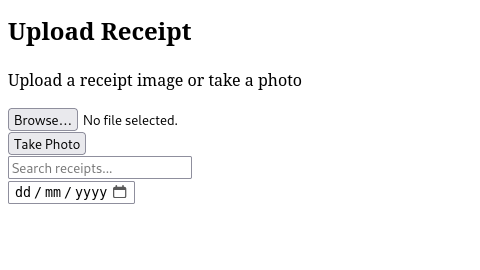 Upload Receipt
Upload a receipt image or take a photo
Browse... No file selected.
Take Photo
Search receipts...
dd / mm / yyyy